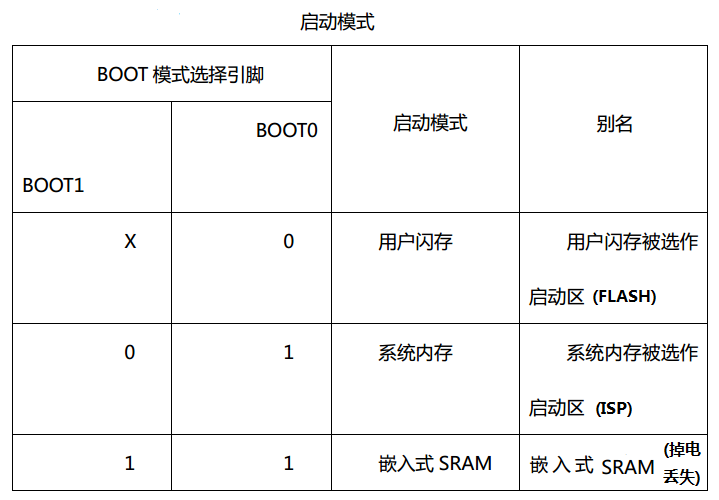 启动模式
BOOT 模式选择引脚
启动模式
别名
BOOT1
BOOT0
X
0
用户闪存
用户闪存被选作
启动区 (FLASH)
0
1
系统内存
系统内存被选作
启动区 (ISP)
1
1
嵌入式 SRAM
嵌入式 SRAM (掉电
丢失)